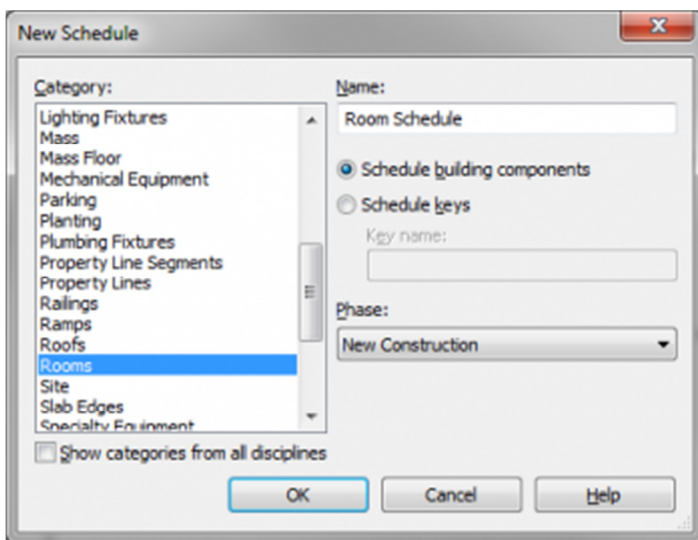 New Schedule
Category:
Lighting Fixtures
Mass
Mass Floor
Mechanical Equipment
Parking
Planting
Plumbing Fixtures
Property Line Segments
Property Lines
Railings
Ramps
Roofs
Rooms
Site
Slab Edges
Specialty Equipment
Show categories from all disciplines
Name:
Room Schedule
Schedule building components
Schedule keys
Key name:
Phase:
New Construction
OK Cancel Help